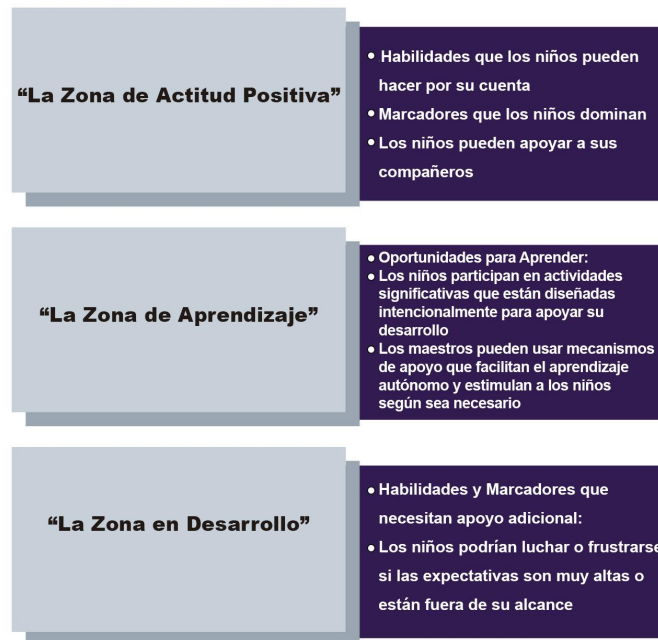 “La Zona de Actitud Positiva”
• Habilidades que los niños pueden
hacer por su cuenta
• Marcadores que los niños dominan
• Los niños pueden apoyar a sus
compañeros
“La Zona de Aprendizaje”
• Oportunidades para Aprender:
• Los niños participan en actividades
significativas que están diseñadas
intencionalmente para apoyar su
desarrollo
• Los maestros pueden usar mecanismos
de apoyo que facilitan el aprendizaje
autónomo y estimulan a los niños
según sea necesario
“La Zona en Desarrollo”
• Habilidades y Marcadores que
necesitan apoyo adicional:
• Los niños podrían luchar o frustrarse
si las expectativas son muy altas o
están fuera de su alcance